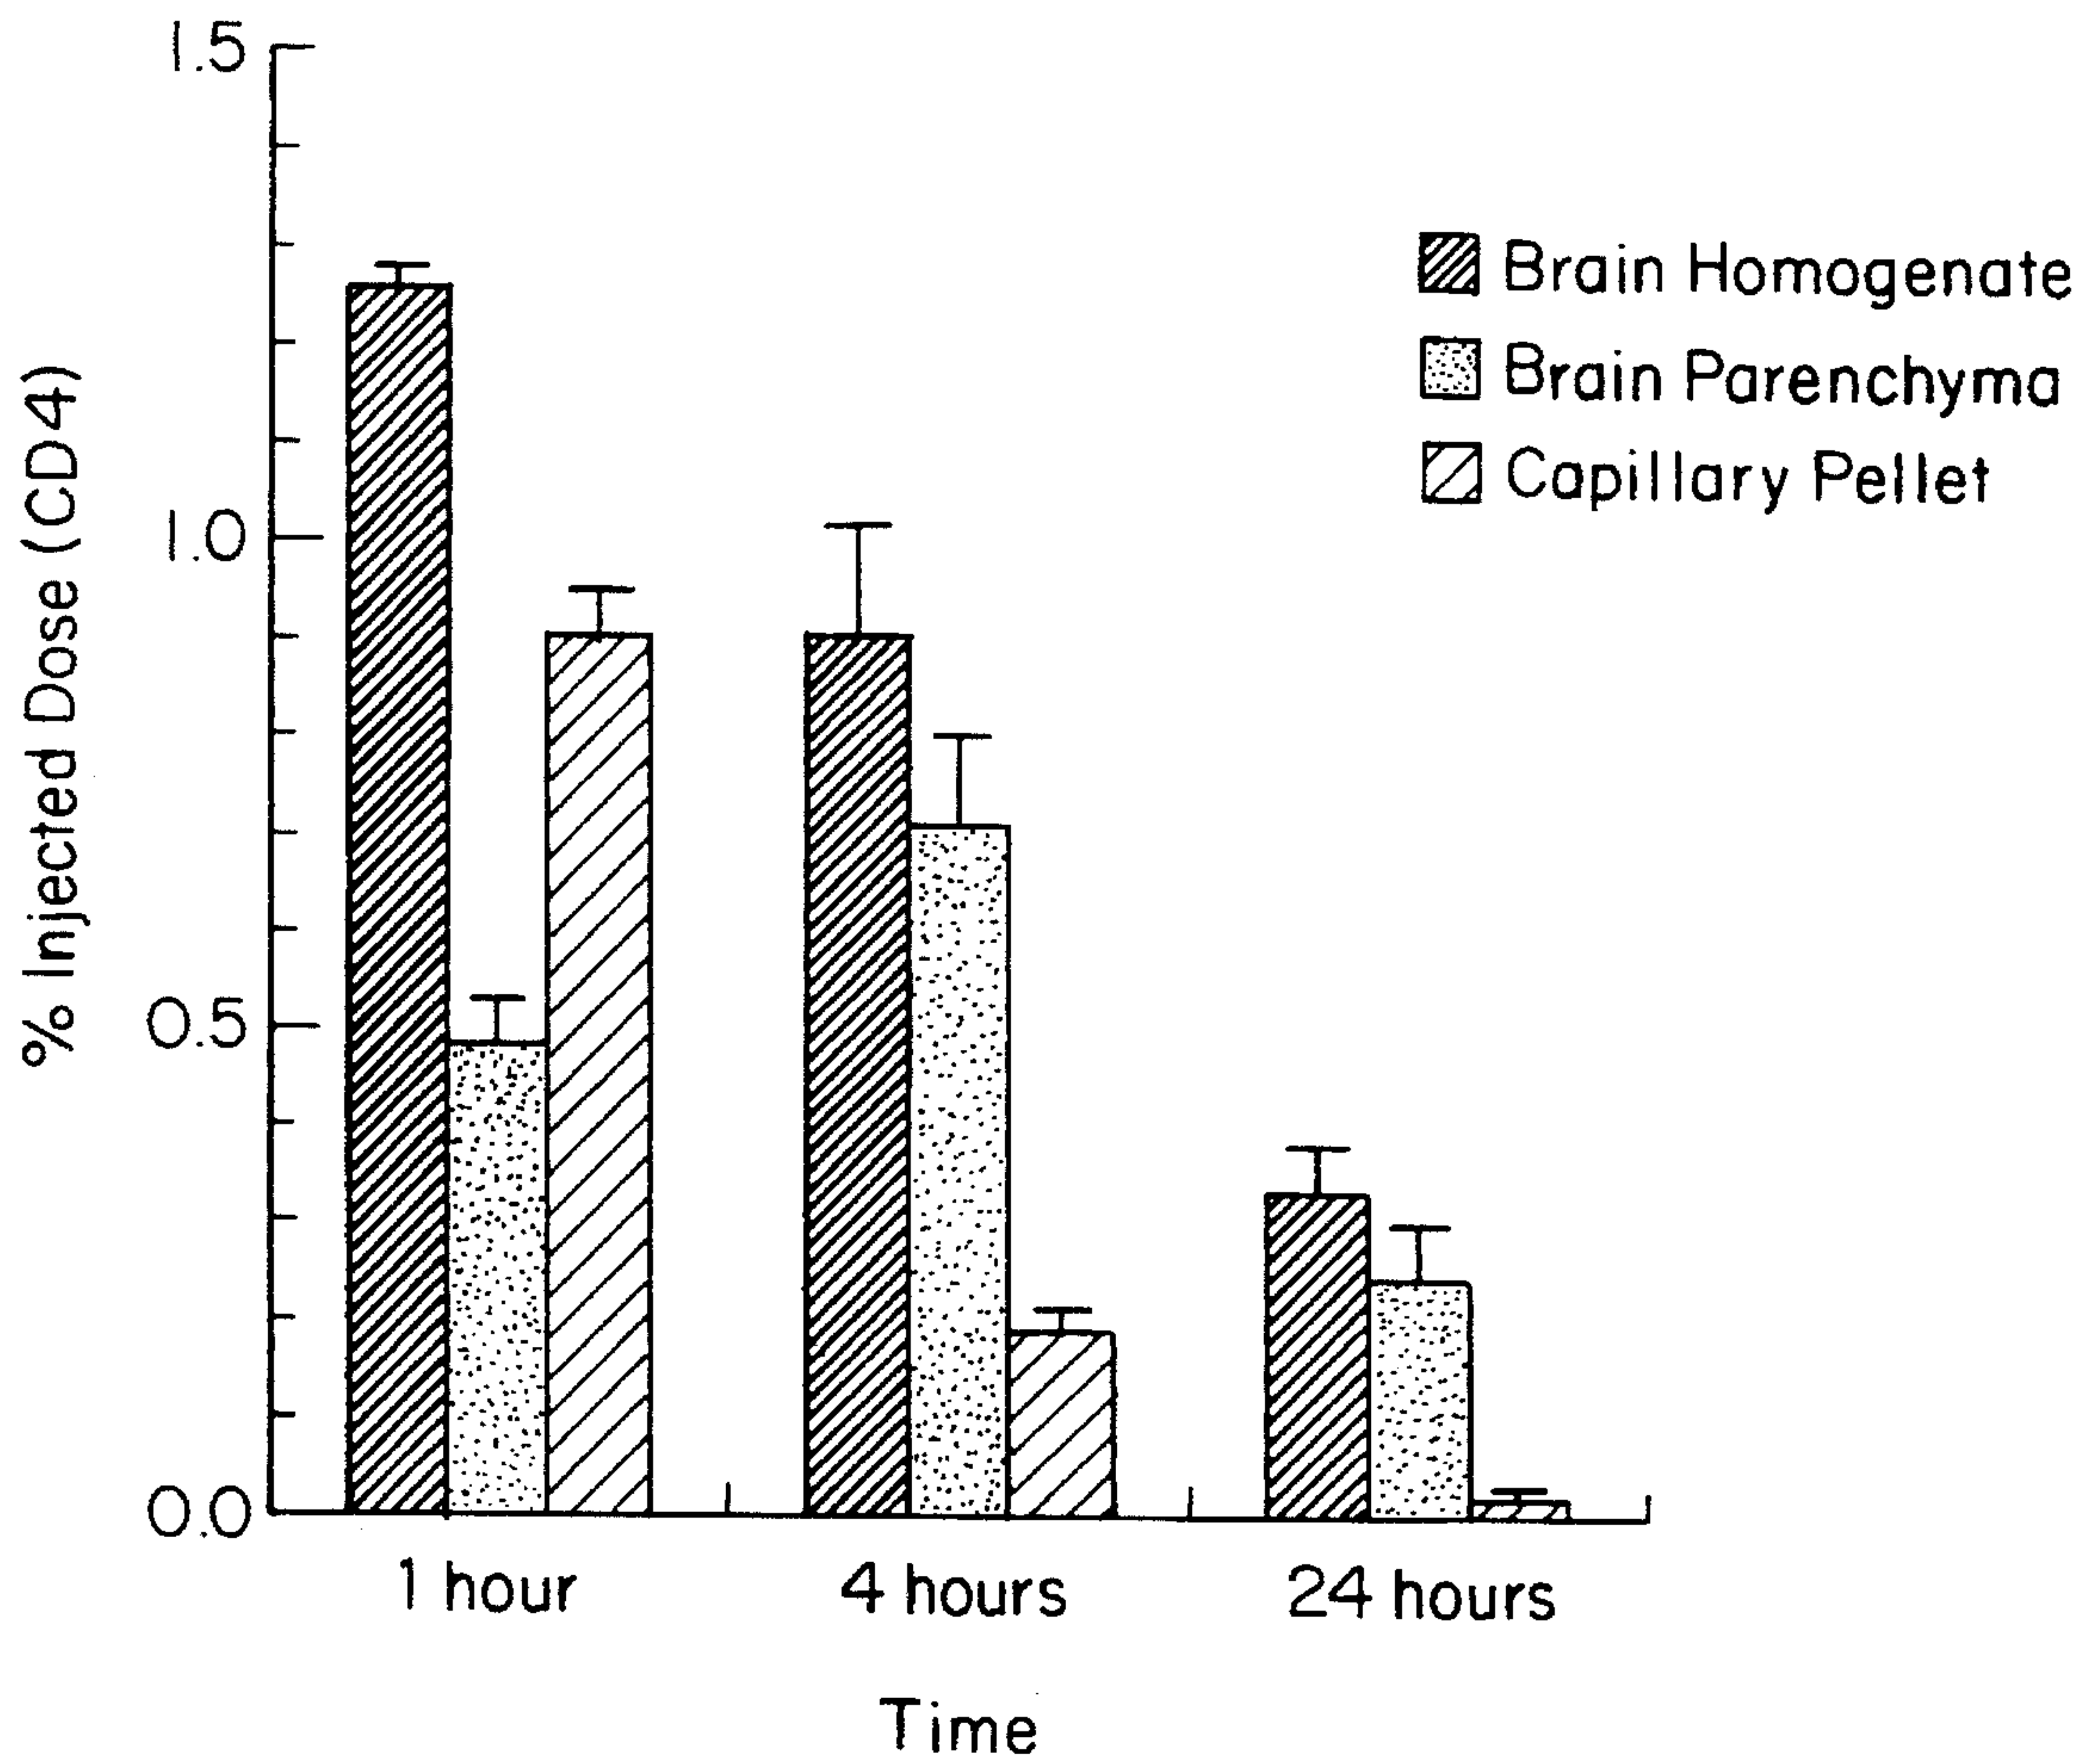 % Injected Dose (CD4)
1.5
1.0
0.5
0.0
Brain Homogenate
Brain Parenchyma
Capillary Pellet
1 hour
4 hours
24 hours
Time